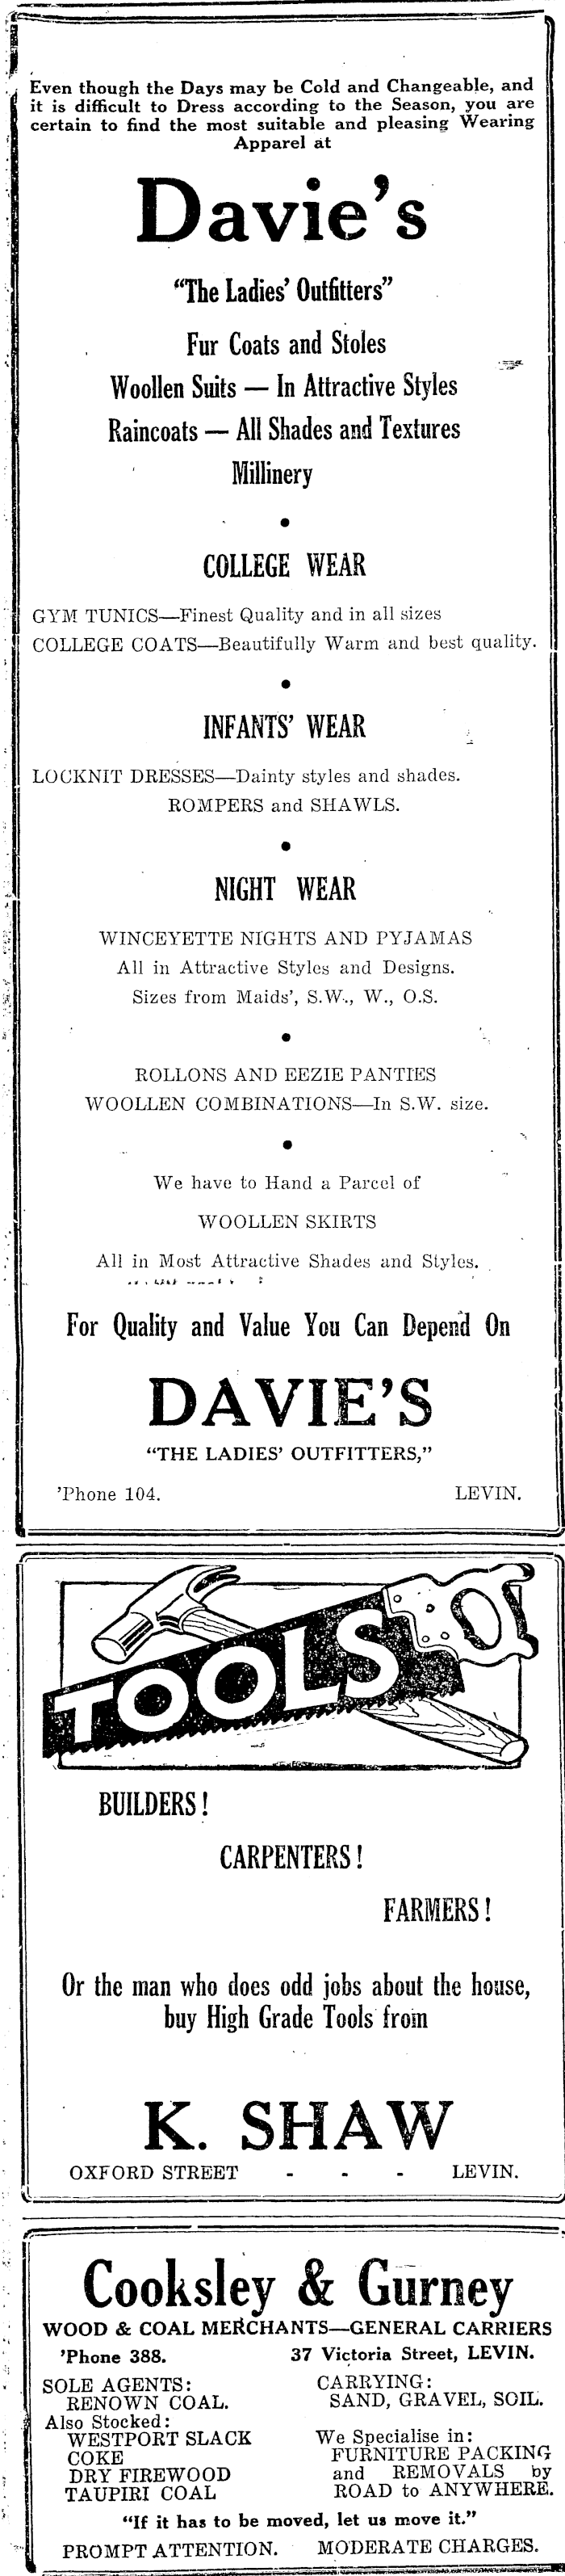 Even though the Days may be Cold and Changeable, and
it is difficult to Dress according to the Season, you are
certain to find the most suitable and pleasing Wearing
Apparel at
Davie's
"The Ladies' Outfitters"
Fur Coats and Stoles
Woollen Suits — In Attractive Styles
Raincoats — All Shades and Textures
Millinery
•
COLLEGE WEAR
GYM TUNICS—Finest Quality and in all sizes
COLLEGE COATS—Beautifully Warm and best quality.
•
INFANTS' WEAR
LOCKNIT DRESSES—Dainty styles and shades.
ROMPERS and SHAWLS.
•
NIGHT WEAR
WINCEYETTE NIGHTS AND PYJAMAS
All in Attractive Styles and Designs.
Sizes from Maids', S.W., W., O.S.
•
ROLLONS AND EEZIE PANTIES
WOOLLEN COMBINATIONS—In S.W. size.
•
We have to Hand a Parcel of
WOOLLEN SKIRTS
All in Most Attractive Shades and Styles.
For Quality and Value You Can Depend On
DAVIE'S
"THE LADIES' OUTFITTERS,"
'Phone 104. LEVIN.
TOOLS
BUILDERS!
CARPENTERS!
FARMERS!
Or the man who does odd jobs about the house,
buy High Grade Tools from
K. SHAW
OXFORD STREET - - - LEVIN.
Cooksley & Gurney
WOOD & COAL MERCHANTS—GENERAL CARRIERS
'Phone 388. 37 Victoria Street, LEVIN.
SOLE AGENTS:
RENOWN COAL.
Also Stocked:
WESTPORT SLACK
COKE
DRY FIREWOOD
TAUPIRI COAL
CARRYING:
SAND, GRAVEL, SOIL.
We Specialise in:
FURNITURE PACKING
and REMOVALS by
ROAD to ANYWHERE.
"If it has to be moved, let us move it."
PROMPT ATTENTION. MODERATE CHARGES.